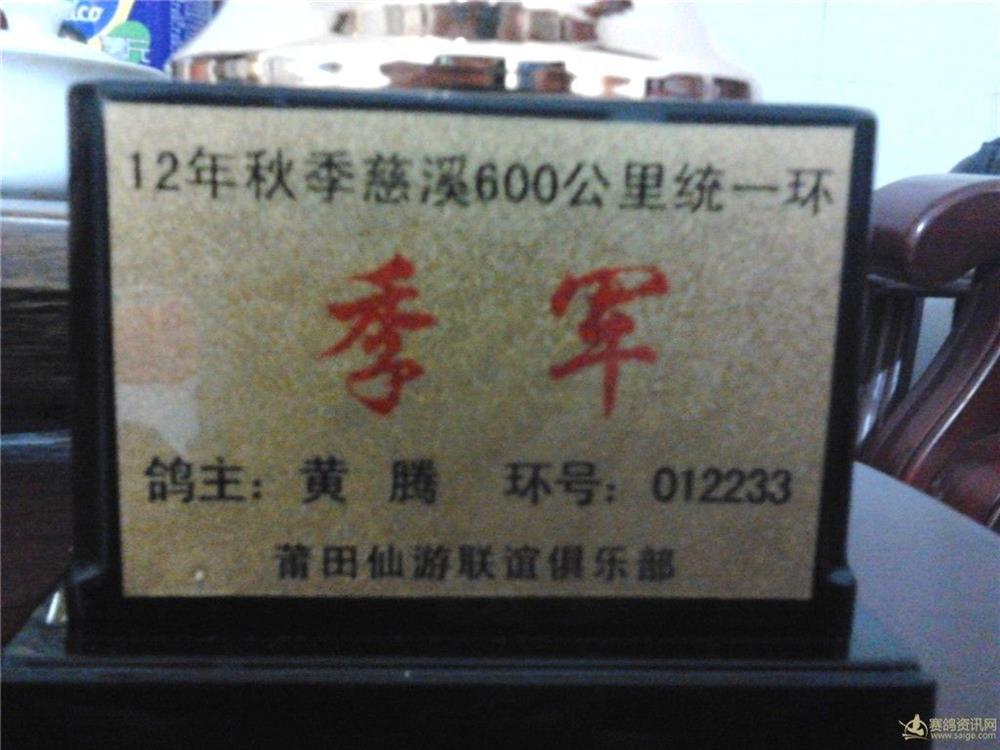 12年秋季慈溪600公里统一环
季军
鸽主：黄腾 环号：012233
莆田仙游联谊俱乐部
赛鸽资讯网
www.saige.com